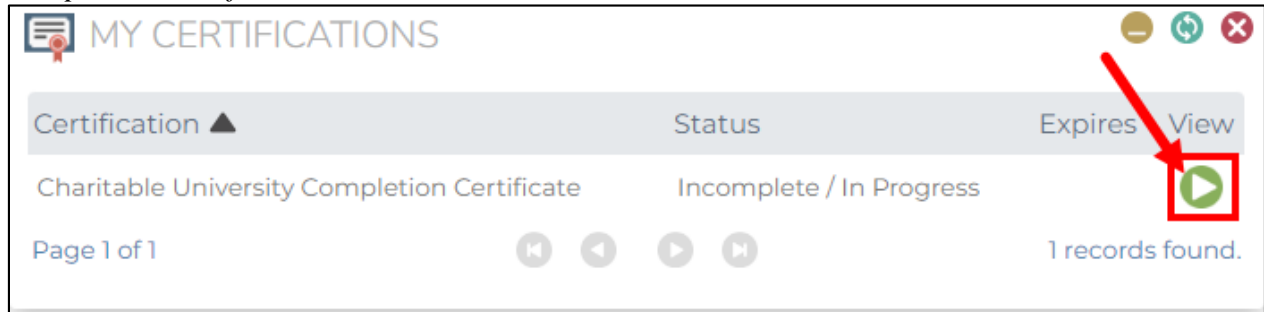 MY CERTIFICATIONS
Certification ▲ Status Expires View
Charitable University Completion Certificate Incomplete / In Progress
Page 1 of 1 1 records found.